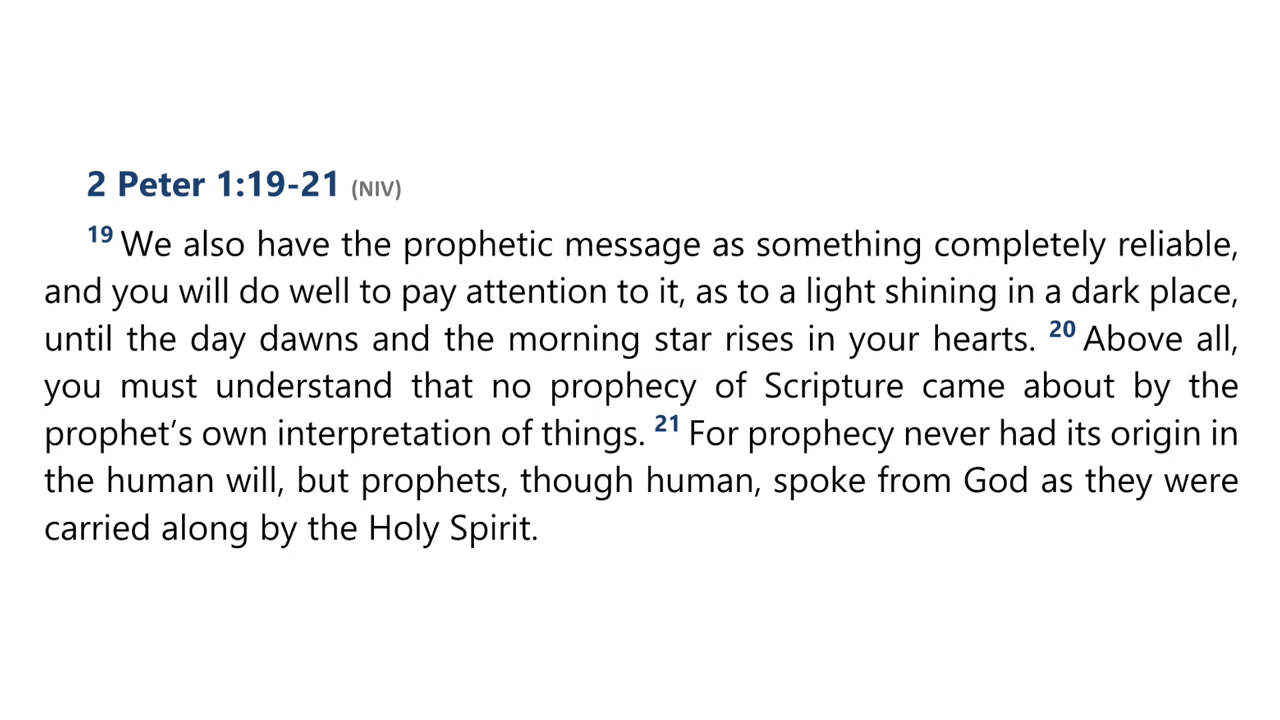 2 Peter 1:19-21 (NIV)
19 We also have the prophetic message as something completely reliable,
and you will do well to pay attention to it, as to a light shining in a dark place,
until the day dawns and the morning star rises in your hearts. 20 Above all,
you must understand that no prophecy of Scripture came about by the
prophet’s own interpretation of things. 21 For prophecy never had its origin in
the human will, but prophets, though human, spoke from God as they were
carried along by the Holy Spirit.